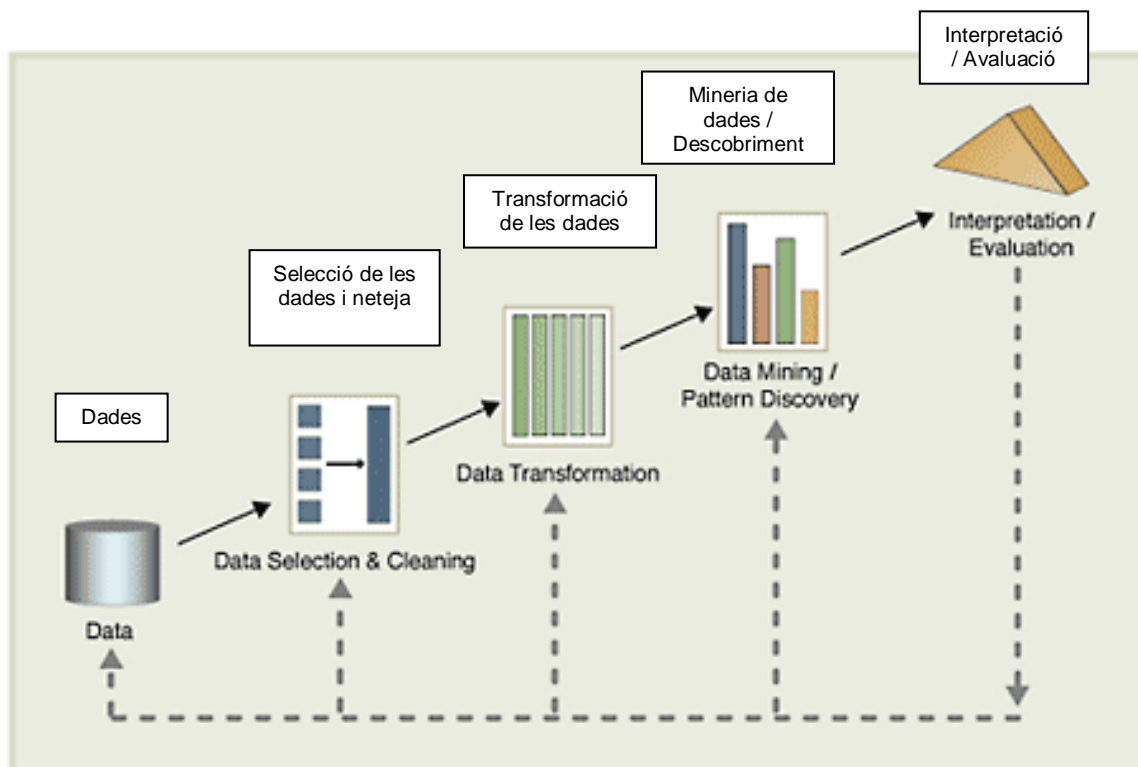 Interpretació
/ Avaluació
Mineria de
dades /
Descobriment
Transformació
de les dades
Interpretation /
Evaluation
Selecció de les
dades i neteja
Data Mining /
Pattern Discovery
Dades
Data Transformation
Data Selection & Cleaning
Data